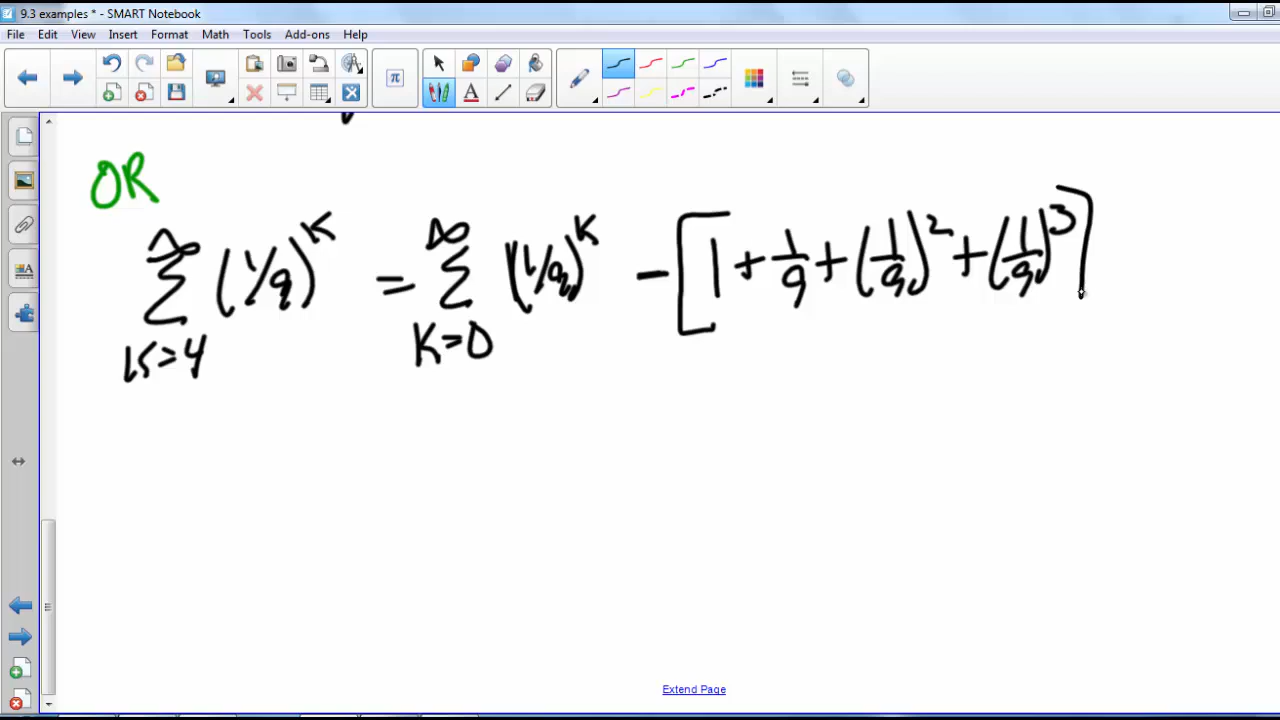 9.3 examples * - SMART Notebook
File Edit View Insert Format Math Tools Add-ons Help
π
A
OR
∞ ∑ K=4 (1/9)^K = ∞ ∑ K=0 (1/9)^K - [1 + 1/9 + (1/9)^2 + (1/9)^3]
Extend Page